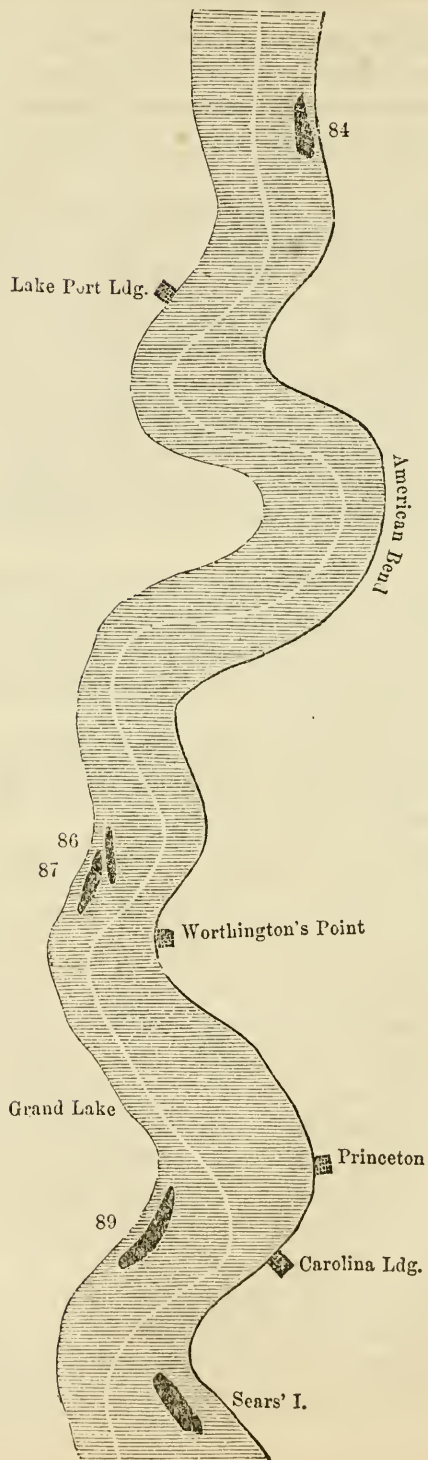 84
Lake Port Ldg.
American Bend
86
87
Worthington's Point
Grand Lake
Princeton
89
Carolina Ldg.
Sears' I.